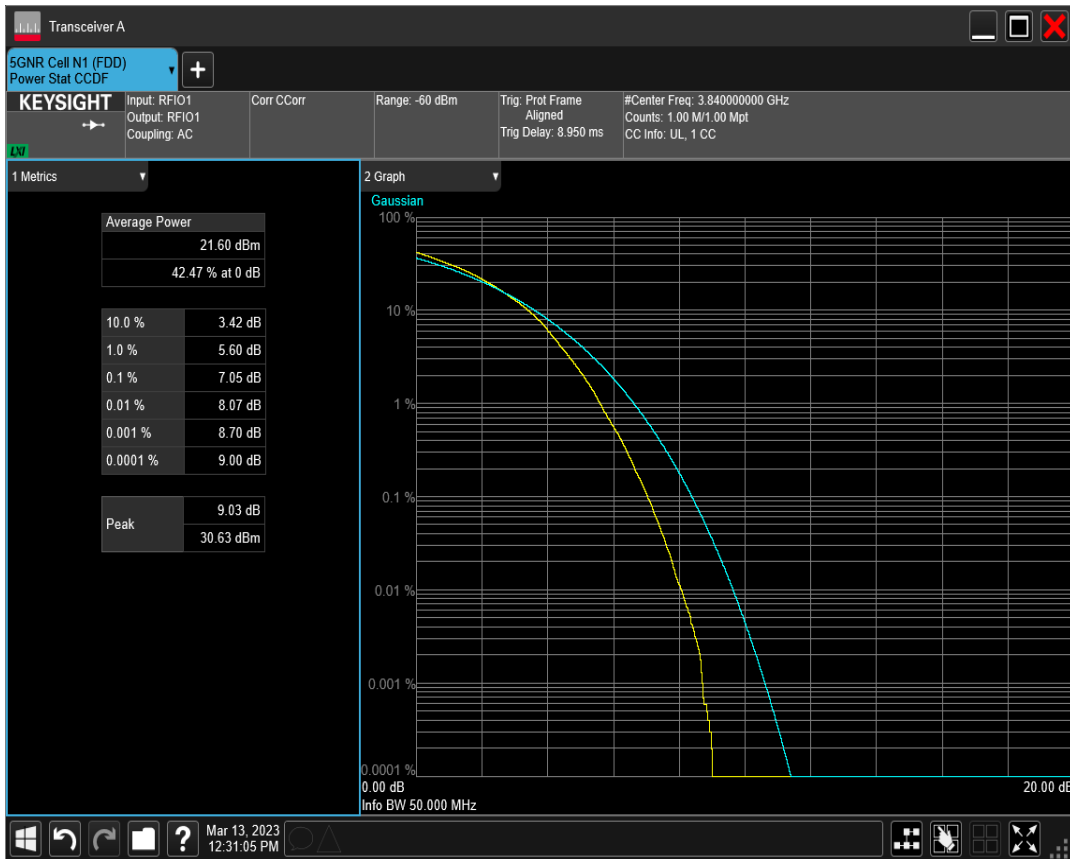 Transceiver A
5GNR Cell N1 (FDD)
Power Stat CCDF
KEYSIGHT
LXI
Input: RFIO1
Output: RFIO1
Coupling: AC
Corr CCorr
Range: -60 dBm
Trig: Prot Frame
Aligned
Trig Delay: 8.950 ms
#Center Freq: 3.840000000 GHz
Counts: 1.00 M/1.00 Mpt
CC Info: UL, 1 CC
1 Metrics
Average Power
21.60 dBm
42.47 % at 0 dB
10.0 % 3.42 dB
1.0 % 5.60 dB
0.1 % 7.05 dB
0.01 % 8.07 dB
0.001 % 8.70 dB
0.0001 % 9.00 dB
Peak
9.03 dB
30.63 dBm
2 Graph
Gaussian
100 %
10 %
1 %
0.1 %
0.01 %
0.001 %
0.0001 %
0.00 dB 20.00 dB
Info BW 50.000 MHz
?
Mar 13, 2023
12:31:05 PM